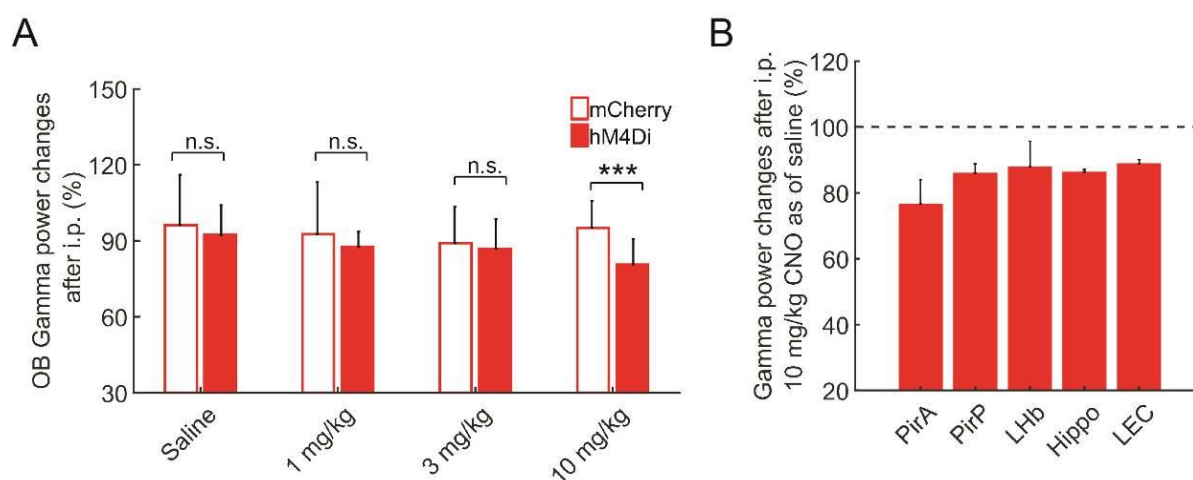 A
OB Gamma power changes
after i.p. (%)
150
120
90
60
30
n.s.
n.s.
n.s.
***
mCherry
hM4Di
Saline
1 mg/kg
3 mg/kg
10 mg/kg
B
Gamma power changes after i.p.
10 mg/kg CNO as of saline (%)
120
100
80
60
40
20
PirA
PirP
LHb
Hippo
LEC